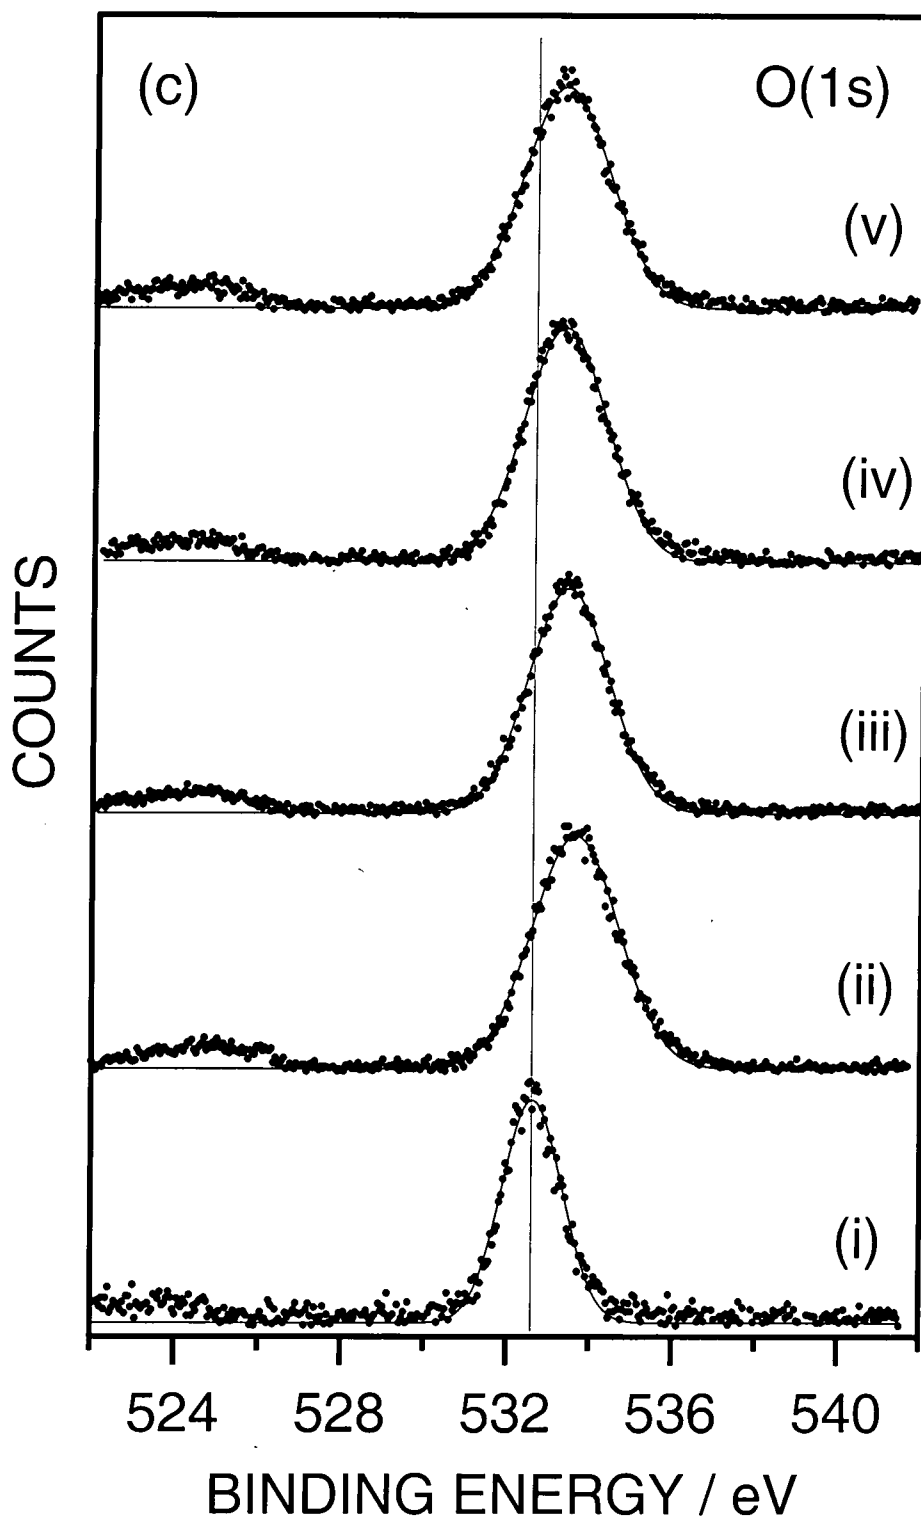 (c) O(1s)
(v)
(iv)
(iii)
(ii)
(i)
COUNTS
524 528 532 536 540
BINDING ENERGY / eV